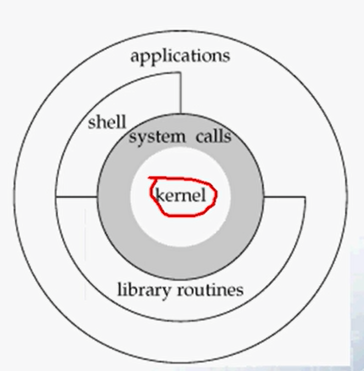 applications
shell
system calls
kernel
library routines